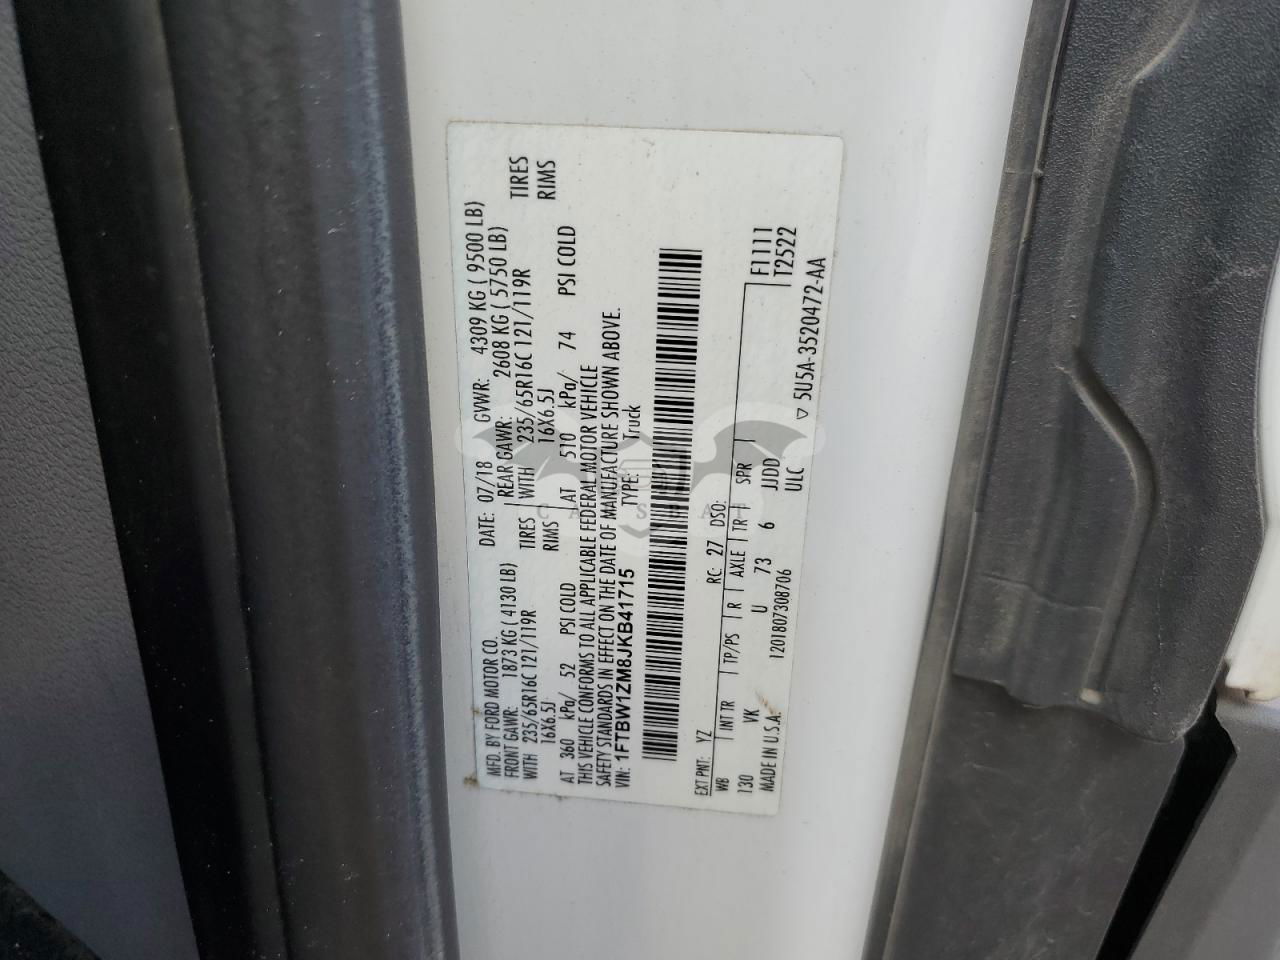 MFD. BY FORD MOTOR CO.
DATE: 07/18 GVWR: 4309 KG ( 9500 LB)
FRONT GAWR: 1873 KG ( 4130 LB) REAR GAWR: 2608 KG ( 5750 LB)
WITH 235/65R16C 121/119R TIRES WITH 235/65R16C 121/119R TIRES
16X6.5J RIMS 16X6.5J RIMS
AT 360 kPa/ 52 PSI COLD AT 510 kPa/ 74 PSI COLD
THIS VEHICLE CONFORMS TO ALL APPLICABLE FEDERAL MOTOR VEHICLE
SAFETY STANDARDS IN EFFECT ON THE DATE OF MANUFACTURE SHOWN ABOVE.
VIN: 1FTBW1ZM8JKB41715 TYPE: Truck
EXT PNT: YZ RC: 27 DSO:
WB INT TR TP/PS R AXLE TR SPR F1111
130 VK U 73 6 JJDD T2522
MADE IN U.S.A. 1201807308706 ULC
▽ 5U5A-3520472-AA